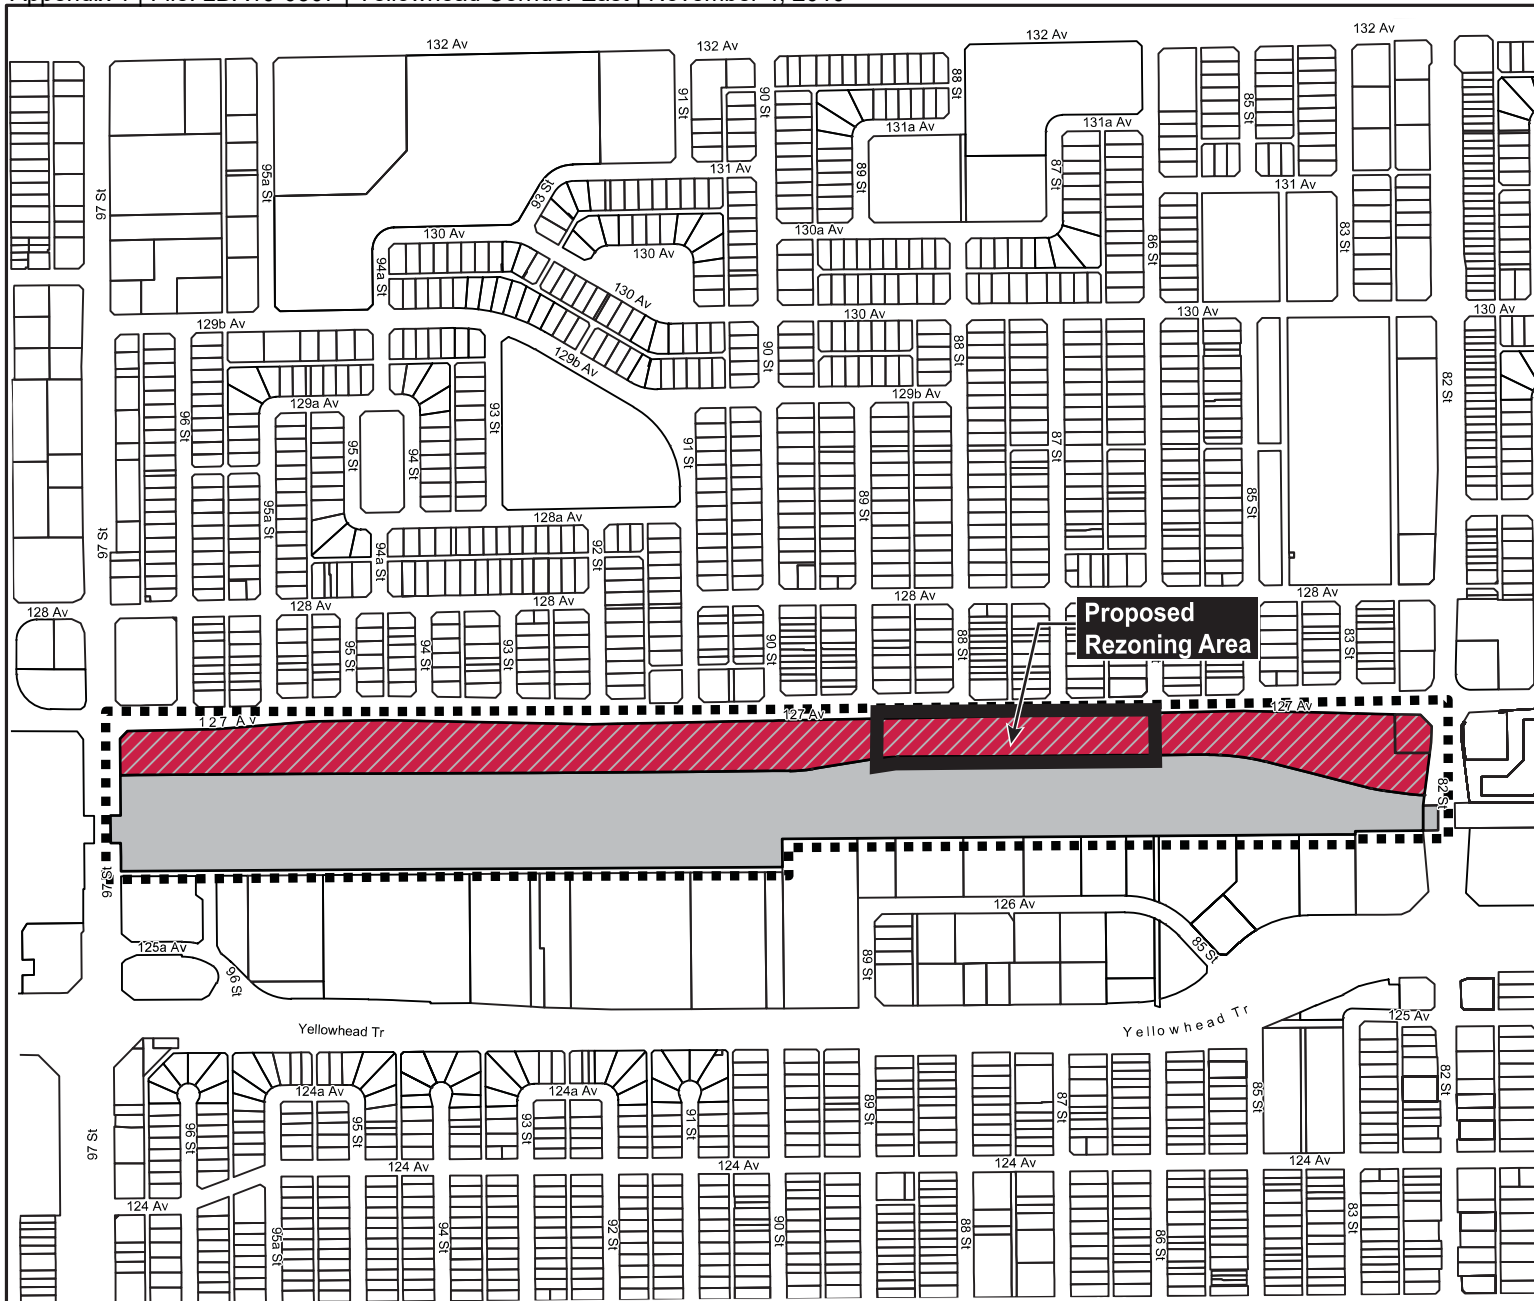 132 Av
132 Av
132 Av
132 Av
91 St
90 St
88 St
85 St
131a Av
131a Av
97 St
95a St
93 St
131 Av
89 St
87 St
131 Av
130 Av
130 Av
130a Av
86 St
83 St
94a St
130 Av
129b Av
130 Av
130 Av
130 Av
129b Av
90 St
88 St
82 St
129a Av
129b Av
96 St
95 St
94 St
93 St
91 St
87 St
97 St
95a St
94a St
128a Av
92 St
89 St
85 St
128 Av
128 Av
128 Av
128 Av
128 Av
95 St
94 St
93 St
90 St
88 St
83 St
Proposed
Rezoning Area
127 Av
127 Av
127 Av
82 St
97 St
126 Av
125a Av
96 St
89 St
85 St
Yellowhead Tr
Yellowhead Tr
125 Av
124a Av
124a Av
97 St
96 St
95 St
93 St
91 St
89 St
87 St
85 St
82 St
124 Av
124 Av
124 Av
124 Av
124 Av
95a St
94 St
92 St
90 St
88 St
86 St
83 St